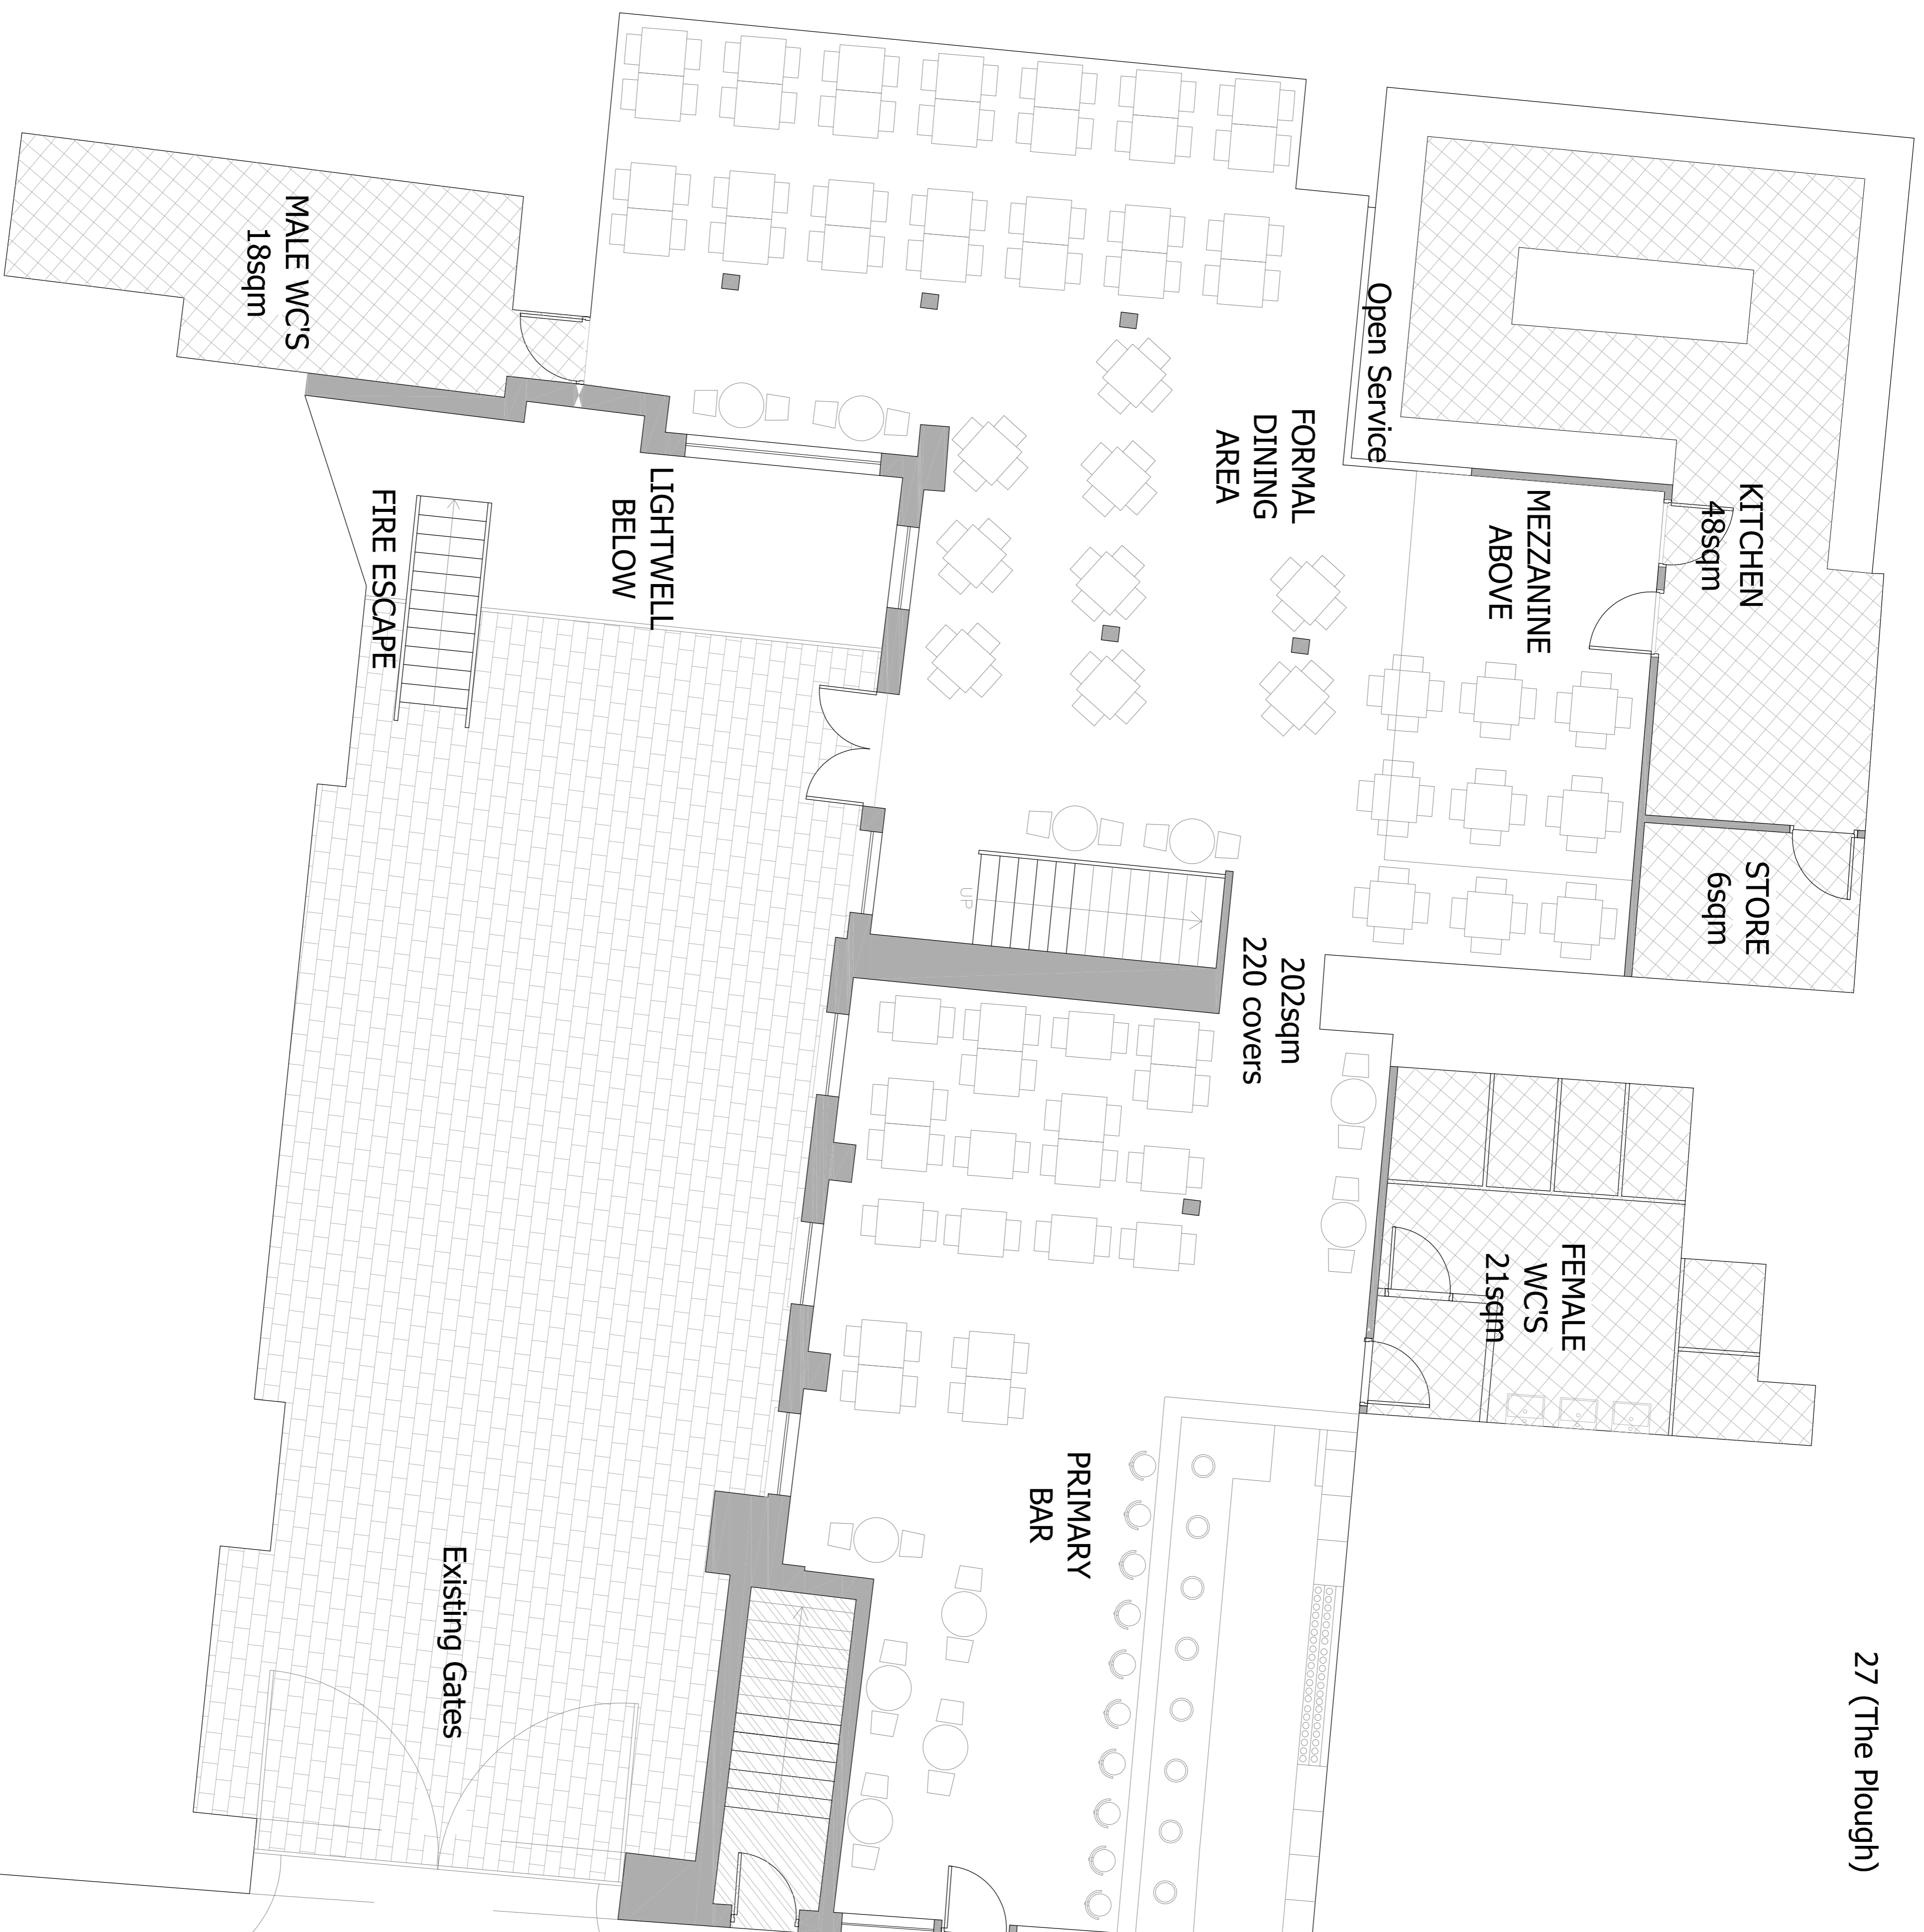 27 (The Plough)
KITCHEN
48sqm
STORE
6sqm
MEZZANINE
ABOVE
FEMALE
WC'S
21sqm
Open Service
FORMAL
DINING
AREA
202sqm
220 covers
UP
PRIMARY
BAR
LIGHTWELL
BELOW
FIRE ESCAPE
Existing Gates
MALE WC'S
18sqm